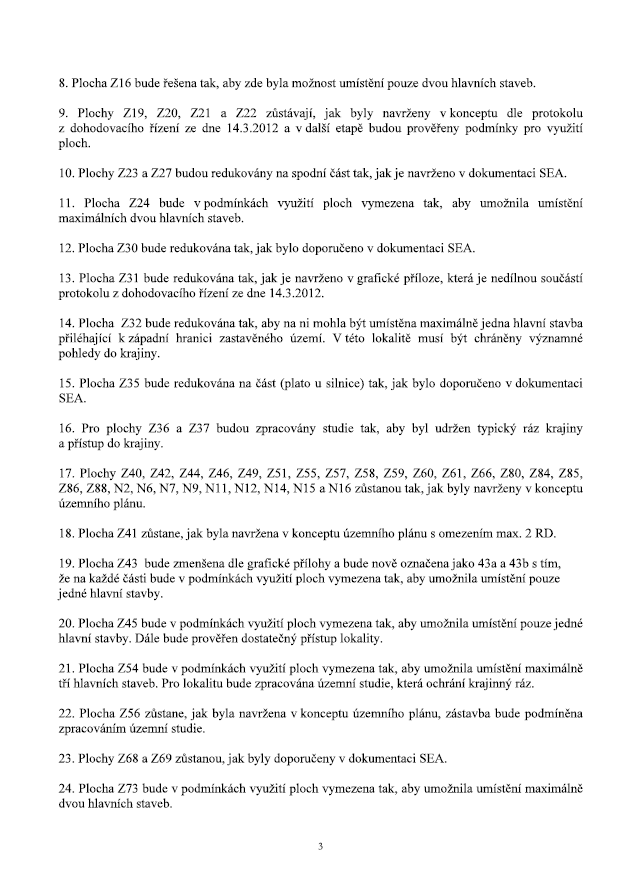 8. Plocha Z16 bude řešena tak, aby zde byla možnost umístění pouze dvou hlavních staveb.
9. Plochy Z19, Z20, Z21 a Z22 zůstávají, jak byly navrženy v konceptu dle protokolu
z dohodovacího řízení ze dne 14.3.2012 a v další etapě budou prověřeny podmínky pro využití
ploch.
10. Plochy Z23 a Z27 budou redukovány na spodní část tak, jak je navrženo v dokumentaci SEA.
11. Plocha Z24 bude v podmínkách využití ploch vymezena tak, aby umožnila umístění
maximálních dvou hlavních staveb.
12. Plocha Z30 bude redukována tak, jak bylo doporučeno v dokumentaci SEA.
13. Plocha Z31 bude redukována tak, jak je navrženo v grafické příloze, která je nedílnou součástí
protokolu z dohodovacího řízení ze dne 14.3.2012.
14. Plocha Z32 bude redukována tak, aby na ni mohla být umístěna maximálně jedna hlavní stavba
přiléhající k západní hranici zastavěného území. V této lokalitě musí být chráněny významné
pohledy do krajiny.
15. Plocha Z35 bude redukována na část (plato u silnice) tak, jak bylo doporučeno v dokumentaci
SEA.
16. Pro plochy Z36 a Z37 budou zpracovány studie tak, aby byl udržen typický ráz krajiny
a přístup do krajiny.
17. Plochy Z40, Z42, Z44, Z46, Z49, Z51, Z55, Z57, Z58, Z59, Z60, Z61, Z66, Z80, Z84, Z85,
Z86, Z88, N2, N6, N7, N9, N11, N12, N14, N15 a N16 zůstanou tak, jak byly navrženy v konceptu
územního plánu.
18. Plocha Z41 zůstane, jak byla navržena v konceptu územního plánu s omezením max. 2 RD.
19. Plocha Z43 bude zmenšena dle grafické přílohy a bude nově označena jako 43a a 43b s tím,
že na každé části bude v podmínkách využití ploch vymezena tak, aby umožnila umístění pouze
jedné hlavní stavby.
20. Plocha Z45 bude v podmínkách využití ploch vymezena tak, aby umožnila umístění pouze jedné
hlavní stavby. Dále bude prověřen dostatečný přístup lokality.
21. Plocha Z54 bude v podmínkách využití ploch vymezena tak, aby umožnila umístění maximálně
tří hlavních staveb. Pro lokalitu bude zpracována územní studie, která ochrání krajinný ráz.
22. Plocha Z56 zůstane, jak byla navržena v konceptu územního plánu, zástavba bude podmíněna
zpracováním územní studie.
23. Plochy Z68 a Z69 zůstanou, jak byly doporučeny v dokumentaci SEA.
24. Plocha Z73 bude v podmínkách využití ploch vymezena tak, aby umožnila umístění maximálně
dvou hlavních staveb.
3